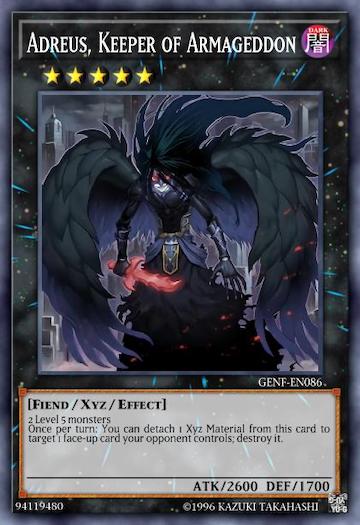 ADREUS, KEEPER OF ARMAGEDDON
DARK
闇
GENF-EN086
[FIEND / XYZ / EFFECT]
2 Level 5 monsters
Once per turn: You can detach 1 Xyz Material from this card to
target 1 face-up card your opponent controls; destroy it.
ATK/2600 DEF/1700
94119480
©1996 KAZUKI TAKAHASHI